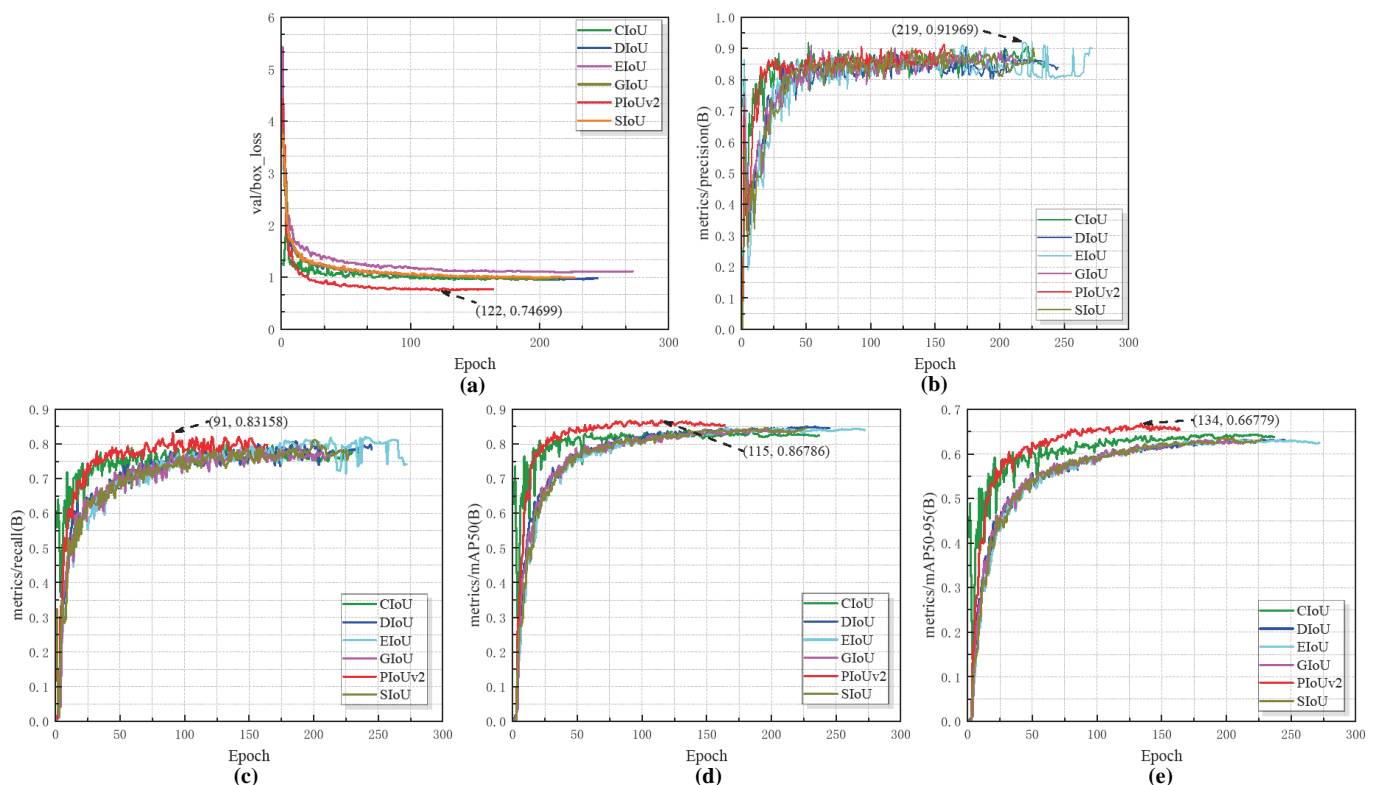 6
5
4
3
2
1
0
val/box_loss
CIoU
DIoU
EIoU
GIoU
PIoUv2
SIoU
(122, 0.74699)
0 100 200 300
Epoch
(a)
1.0
0.9
0.8
0.7
0.6
0.5
0.4
0.3
0.2
0.1
0.0
metrics/precision(B)
(219, 0.91969)
CIoU
DIoU
EIoU
GIoU
PIoUv2
SIoU
0 50 100 150 200 250 300
Epoch
(b)
0.9
0.8
0.7
0.6
0.5
0.4
0.3
0.2
0.1
0.0
metrics/recall(B)
(91, 0.83158)
CIoU
DIoU
EIoU
GIoU
PIoUv2
SIoU
0 50 100 150 200 250 300
Epoch
(c)
0.9
0.8
0.7
0.6
0.5
0.4
0.3
0.2
0.1
0.0
metrics/mAP50(B)
(115, 0.86786)
CIoU
DIoU
EIoU
GIoU
PIoUv2
SIoU
0 50 100 150 200 250 300
Epoch
(d)
0.7
0.6
0.5
0.4
0.3
0.2
0.1
0.0
metrics/mAP50-95(B)
(134, 0.66779)
CIoU
DIoU
EIoU
GIoU
PIoUv2
SIoU
0 50 100 150 200 250 300
Epoch
(e)